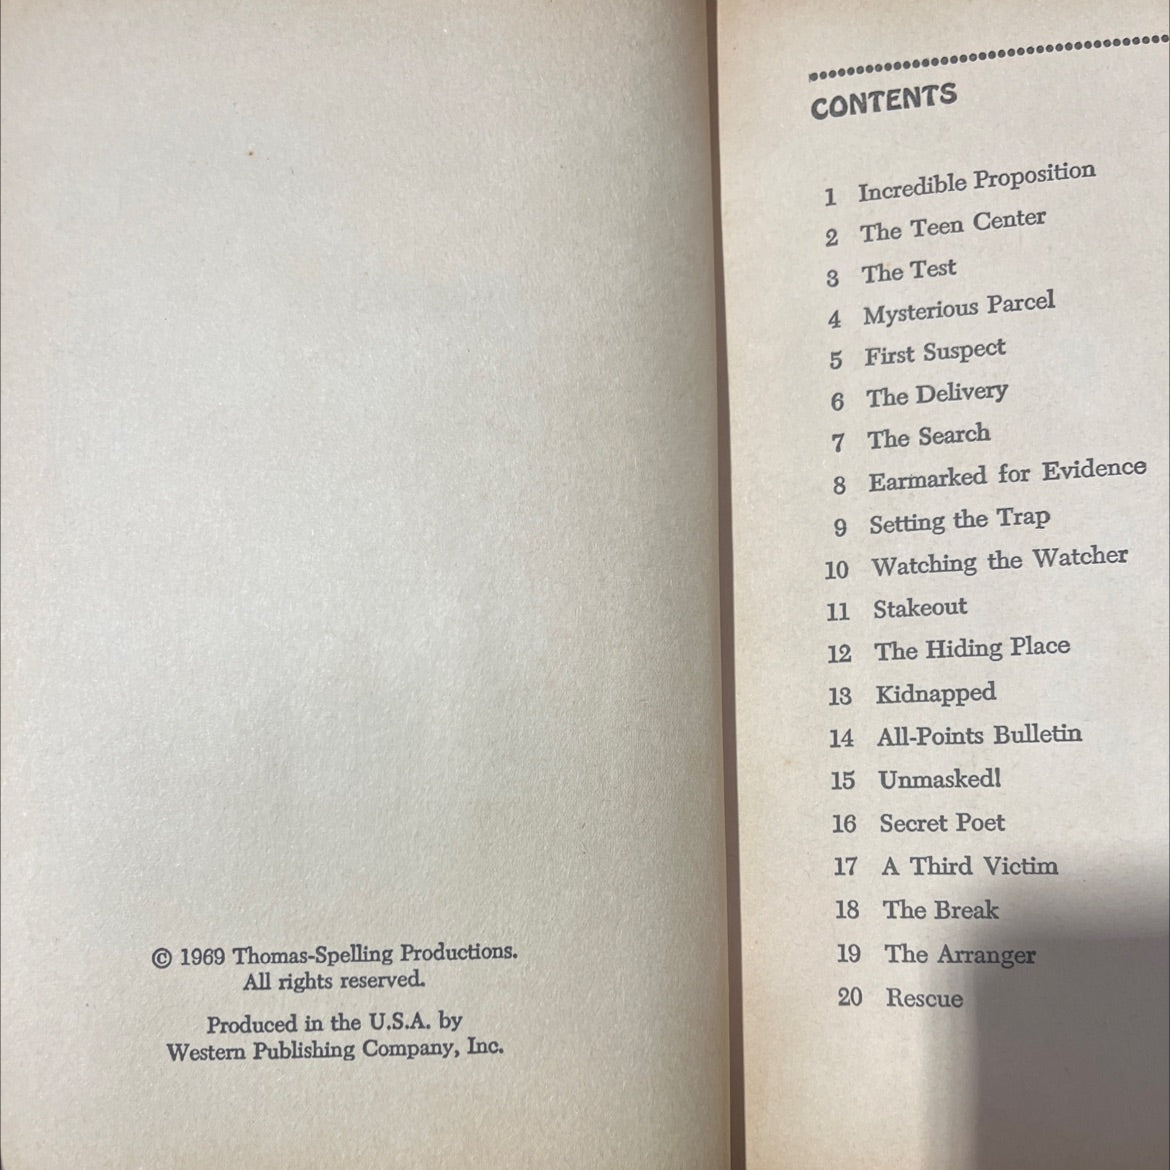 © 1969 Thomas-Spelling Productions.
All rights reserved.
Produced in the U.S.A. by
Western Publishing Company, Inc.
CONTENTS
1 Incredible Proposition
2 The Teen Center
3 The Test
4 Mysterious Parcel
5 First Suspect
6 The Delivery
7 The Search
8 Earmarked for Evidence
9 Setting the Trap
10 Watching the Watcher
11 Stakeout
12 The Hiding Place
13 Kidnapped
14 All-Points Bulletin
15 Unmasked!
16 Secret Poet
17 A Third Victim
18 The Break
19 The Arranger
20 Rescue